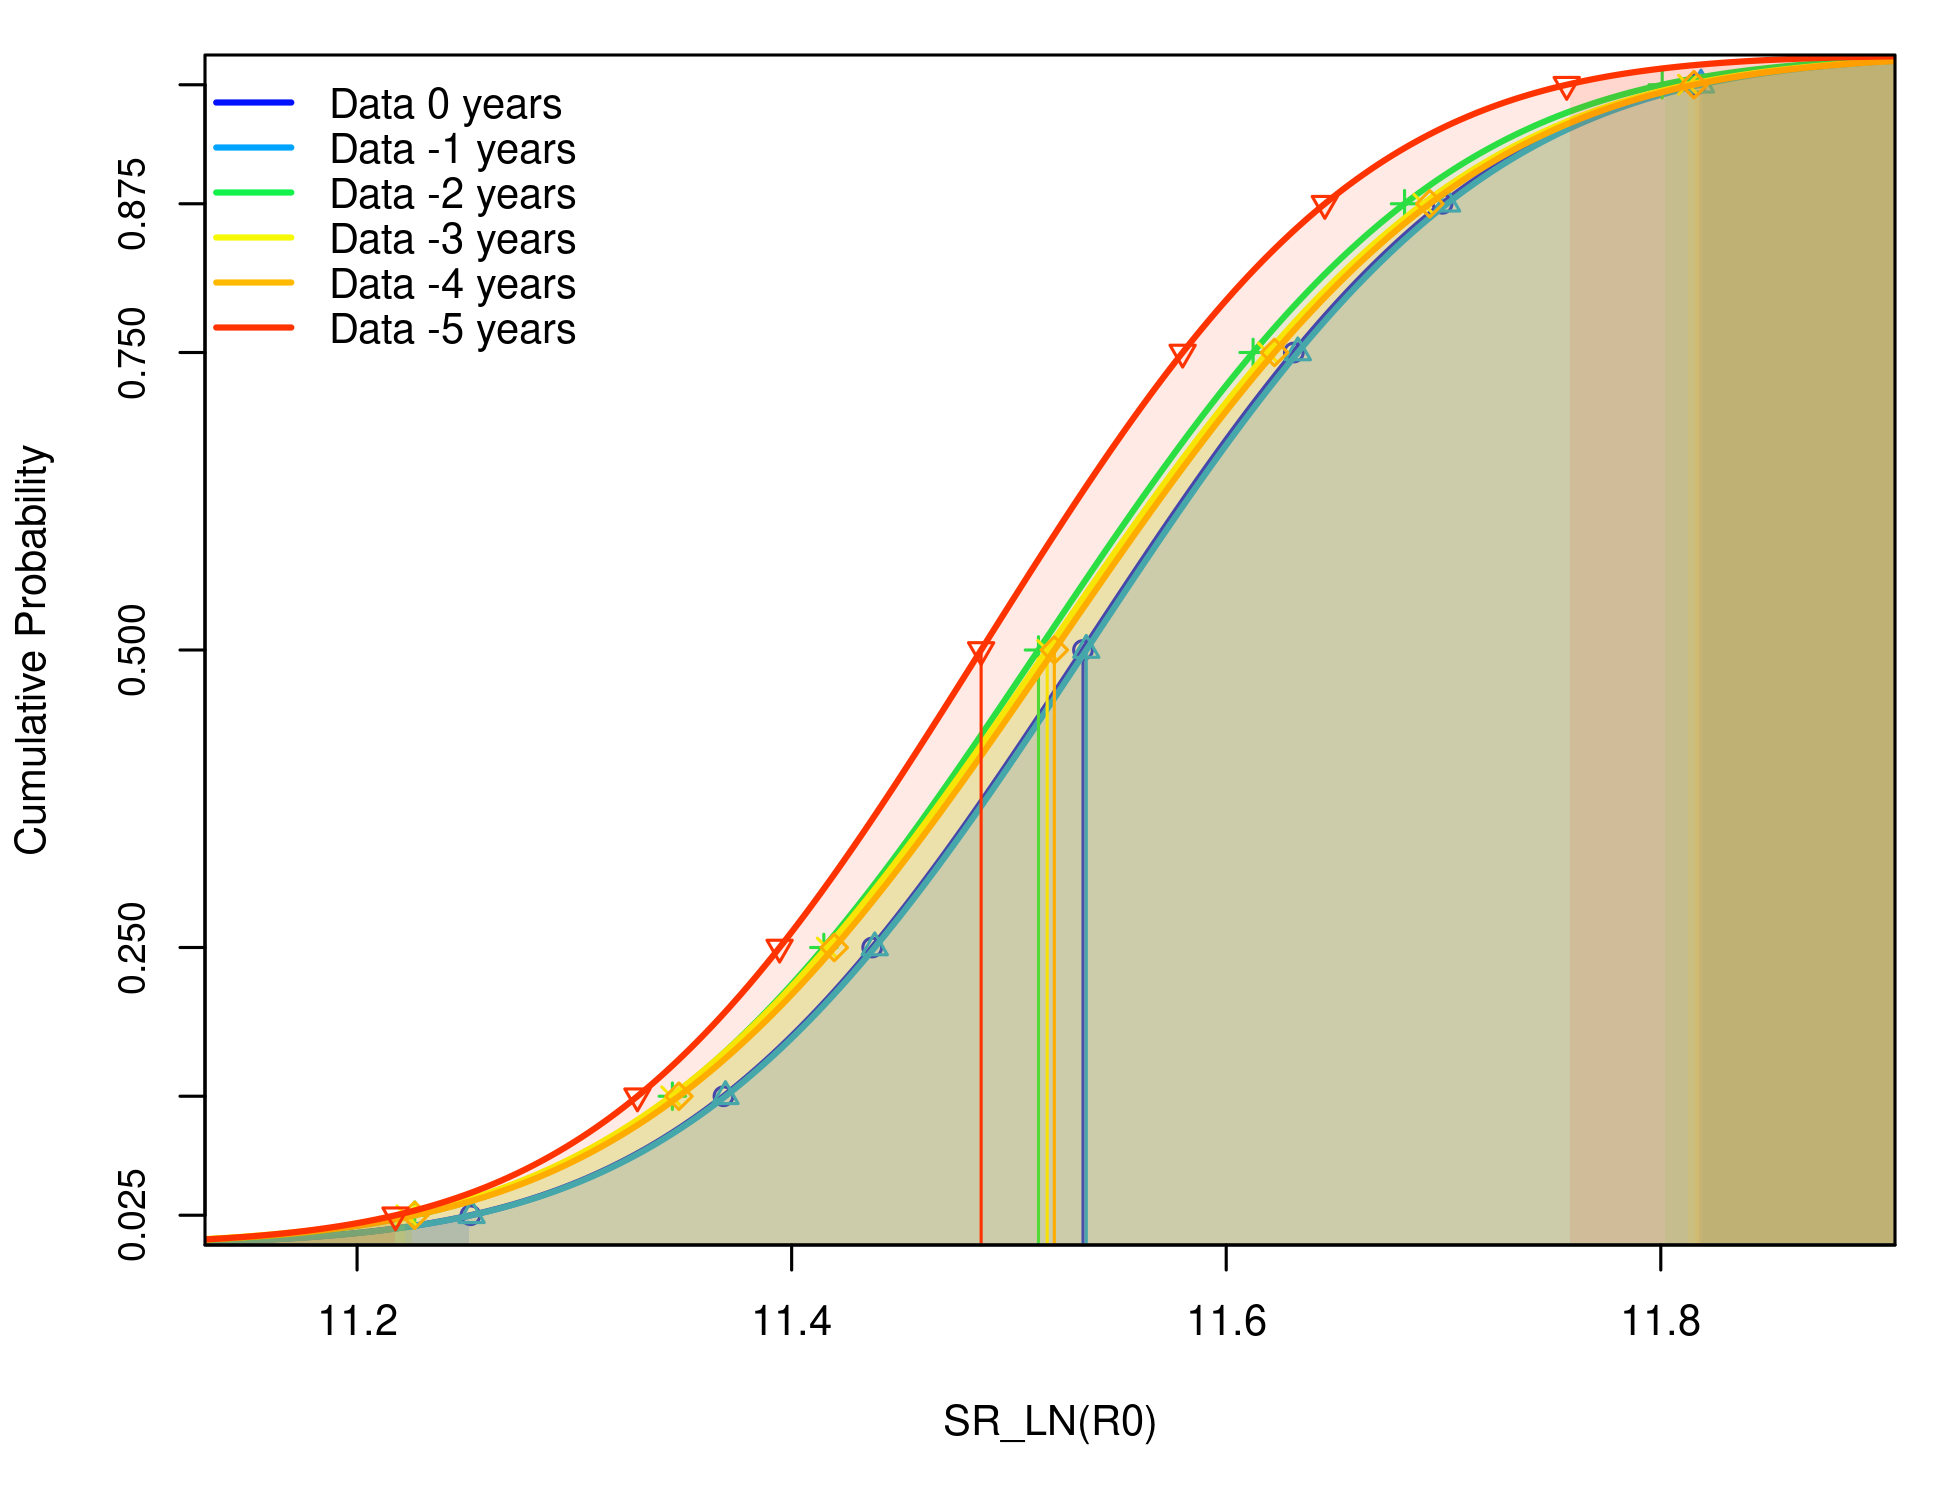 Data 0 years
Data -1 years
Data -2 years
Data -3 years
Data -4 years
Data -5 years
Cumulative Probability
0.875
0.750
0.500
0.250
0.025
11.2
11.4
11.6
11.8
SR_LN(R0)